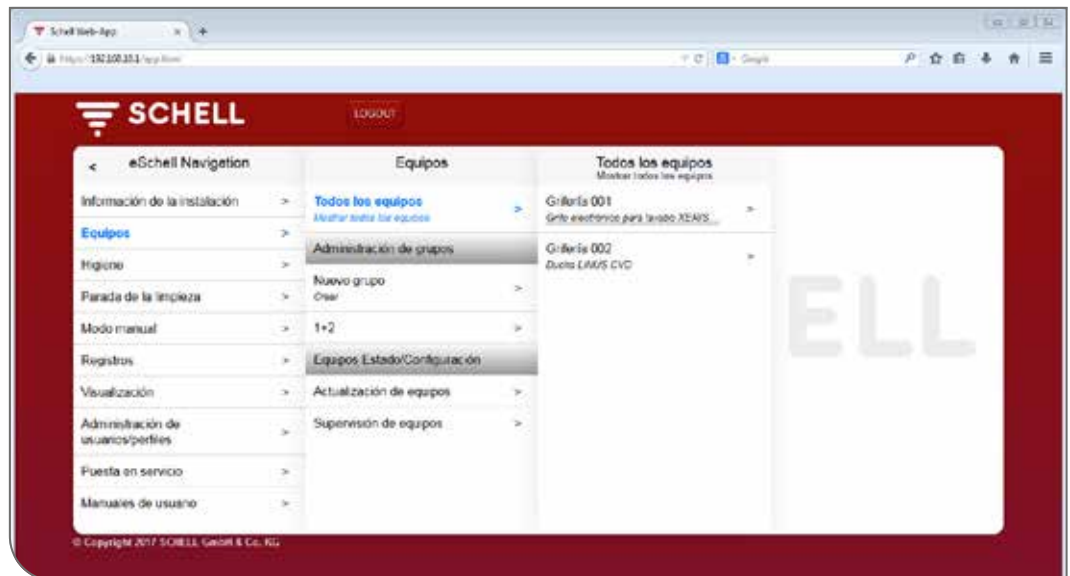 Schell Web-App
SCHELL
LOGOUT
< eSchell Navigation
Información de la instalación >
Equipos >
Higiene >
Parada de la limpieza >
Modo manual >
Registros >
Visualización >
Administración de
usuarios/perfiles >
Puesta en servicio >
Manuales de usuario >
Equipos
Todos los equipos >
Mostrar todos los equipos
Administración de grupos
Nuevo grupo >
Crear
1+2 >
Equipos Estado/Configuración
Actualización de equipos >
Supervisión de equipos >
Todos los equipos
Mostrar todos los equipos
Grifería 001 >
Grifo electrónico para lavabo
Grifería 002 >
Ducha LINUS
ELL
© Copyright 2017 SCHELL GmbH & Co. KG